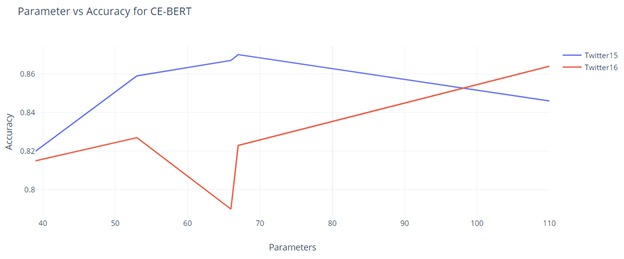 Parameter vs Accuracy for CE-BERT
Twitter15
Twitter16
0.86
0.84
0.82
0.8
Accuracy
40 50 60 70 80 90 100 110
Parameters